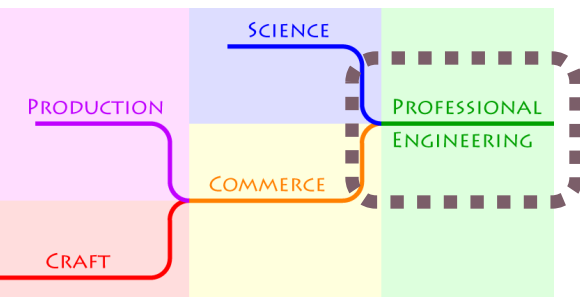 Science
Production
Professional
Engineering
Commerce
Craft